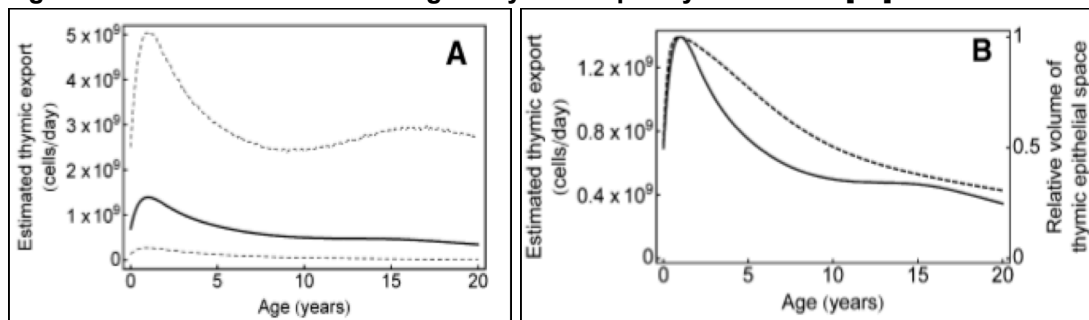 A
Estimated thymic export
(cells/day)
5 x 10⁹
4 x 10⁹
3 x 10⁹
2 x 10⁹
1 x 10⁹
0
0 5 10 15 20
Age (years)
B
Estimated thymic export
(cells/day)
1.2 x 10⁹
0.8 x 10⁹
0.4 x 10⁹
0
1
0.5
0
Relative volume of
thymic epithelial space
0 5 10 15 20
Age (years)